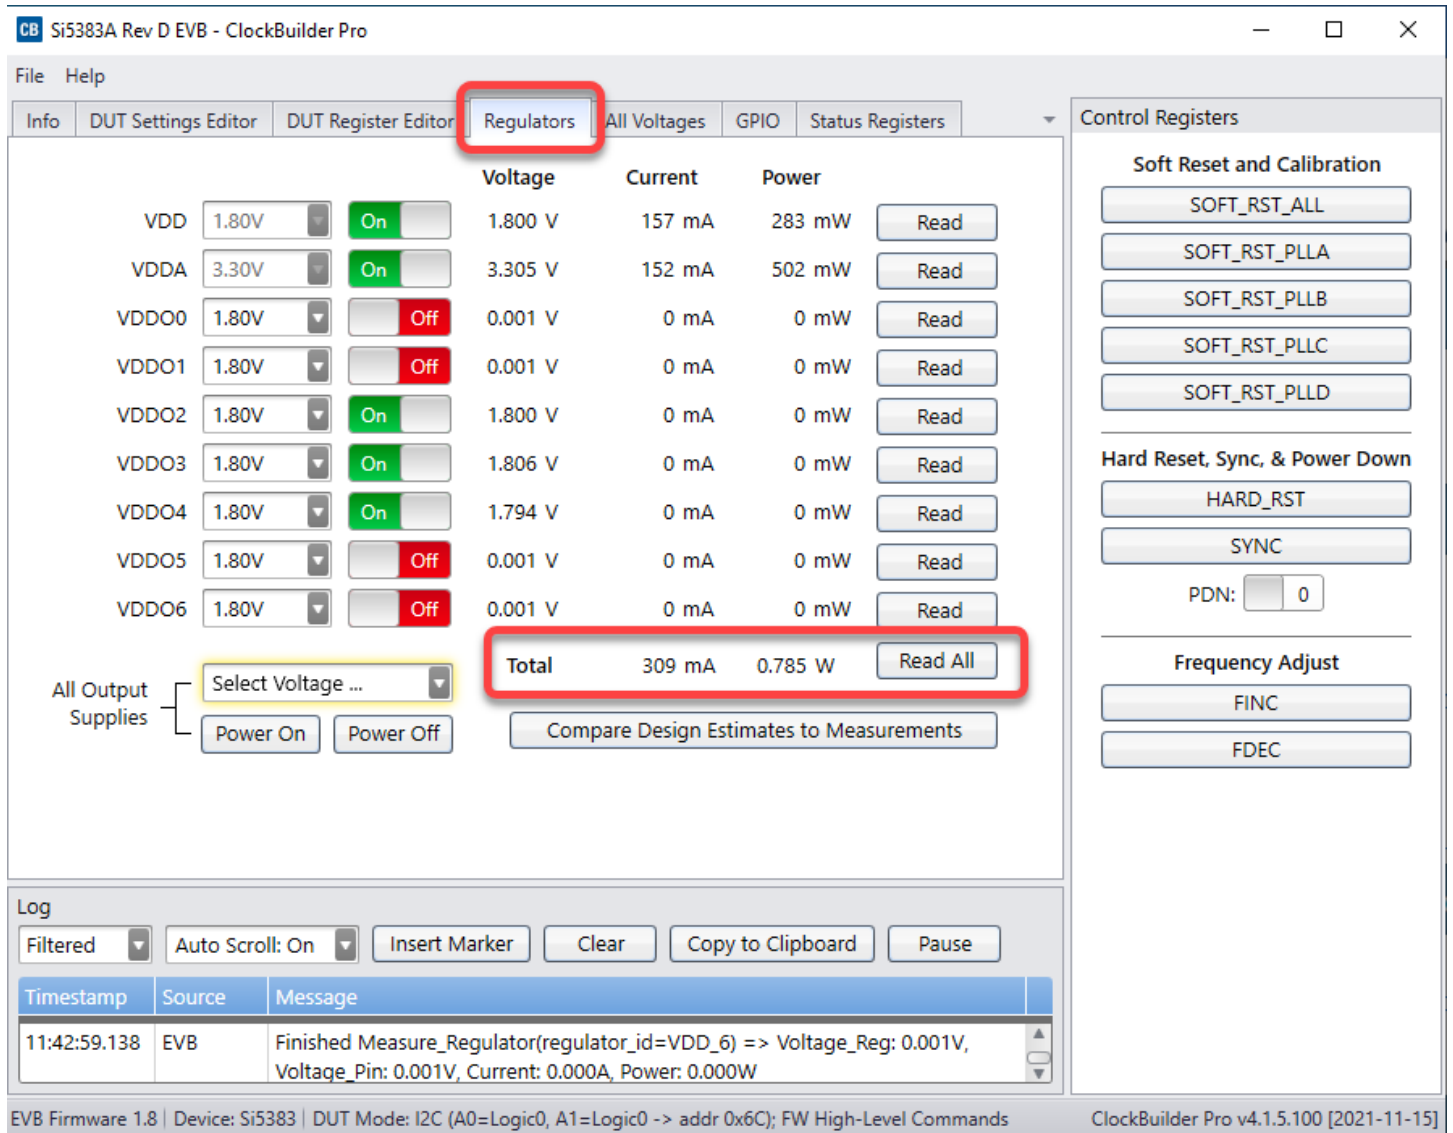 CB Si5383A Rev D EVB - ClockBuilder Pro
File Help
Info DUT Settings Editor DUT Register Editor Regulators All Voltages GPIO Status Registers
Voltage Current Power
VDD 1.80V On 1.800 V 157 mA 283 mW Read
VDDA 3.30V On 3.305 V 152 mA 502 mW Read
VDDO0 1.80V Off 0.001 V 0 mA 0 mW Read
VDDO1 1.80V Off 0.001 V 0 mA 0 mW Read
VDDO2 1.80V On 1.800 V 0 mA 0 mW Read
VDDO3 1.80V On 1.806 V 0 mA 0 mW Read
VDDO4 1.80V On 1.794 V 0 mA 0 mW Read
VDDO5 1.80V Off 0.001 V 0 mA 0 mW Read
VDDO6 1.80V Off 0.001 V 0 mA 0 mW Read
Total 309 mA 0.785 W Read All
All Output
Supplies
Select Voltage ...
Power On Power Off
Compare Design Estimates to Measurements
Control Registers
Soft Reset and Calibration
SOFT_RST_ALL
SOFT_RST_PLLA
SOFT_RST_PLLB
SOFT_RST_PLLC
SOFT_RST_PLLD
Hard Reset, Sync, & Power Down
HARD_RST
SYNC
PDN: 0
Frequency Adjust
FINC
FDEC
Log
Filtered Auto Scroll: On Insert Marker Clear Copy to Clipboard Pause
Timestamp Source Message
11:42:59.138 EVB Finished Measure_Regulator(regulator_id=VDD_6) => Voltage_Reg: 0.001V,
Voltage_Pin: 0.001V, Current: 0.000A, Power: 0.000W
EVB Firmware 1.8 | Device: Si5383 | DUT Mode: I2C (A0=Logic0, A1=Logic0 -> addr 0x6C); FW High-Level Commands ClockBuilder Pro v4.1.5.100 [2021-11-15]